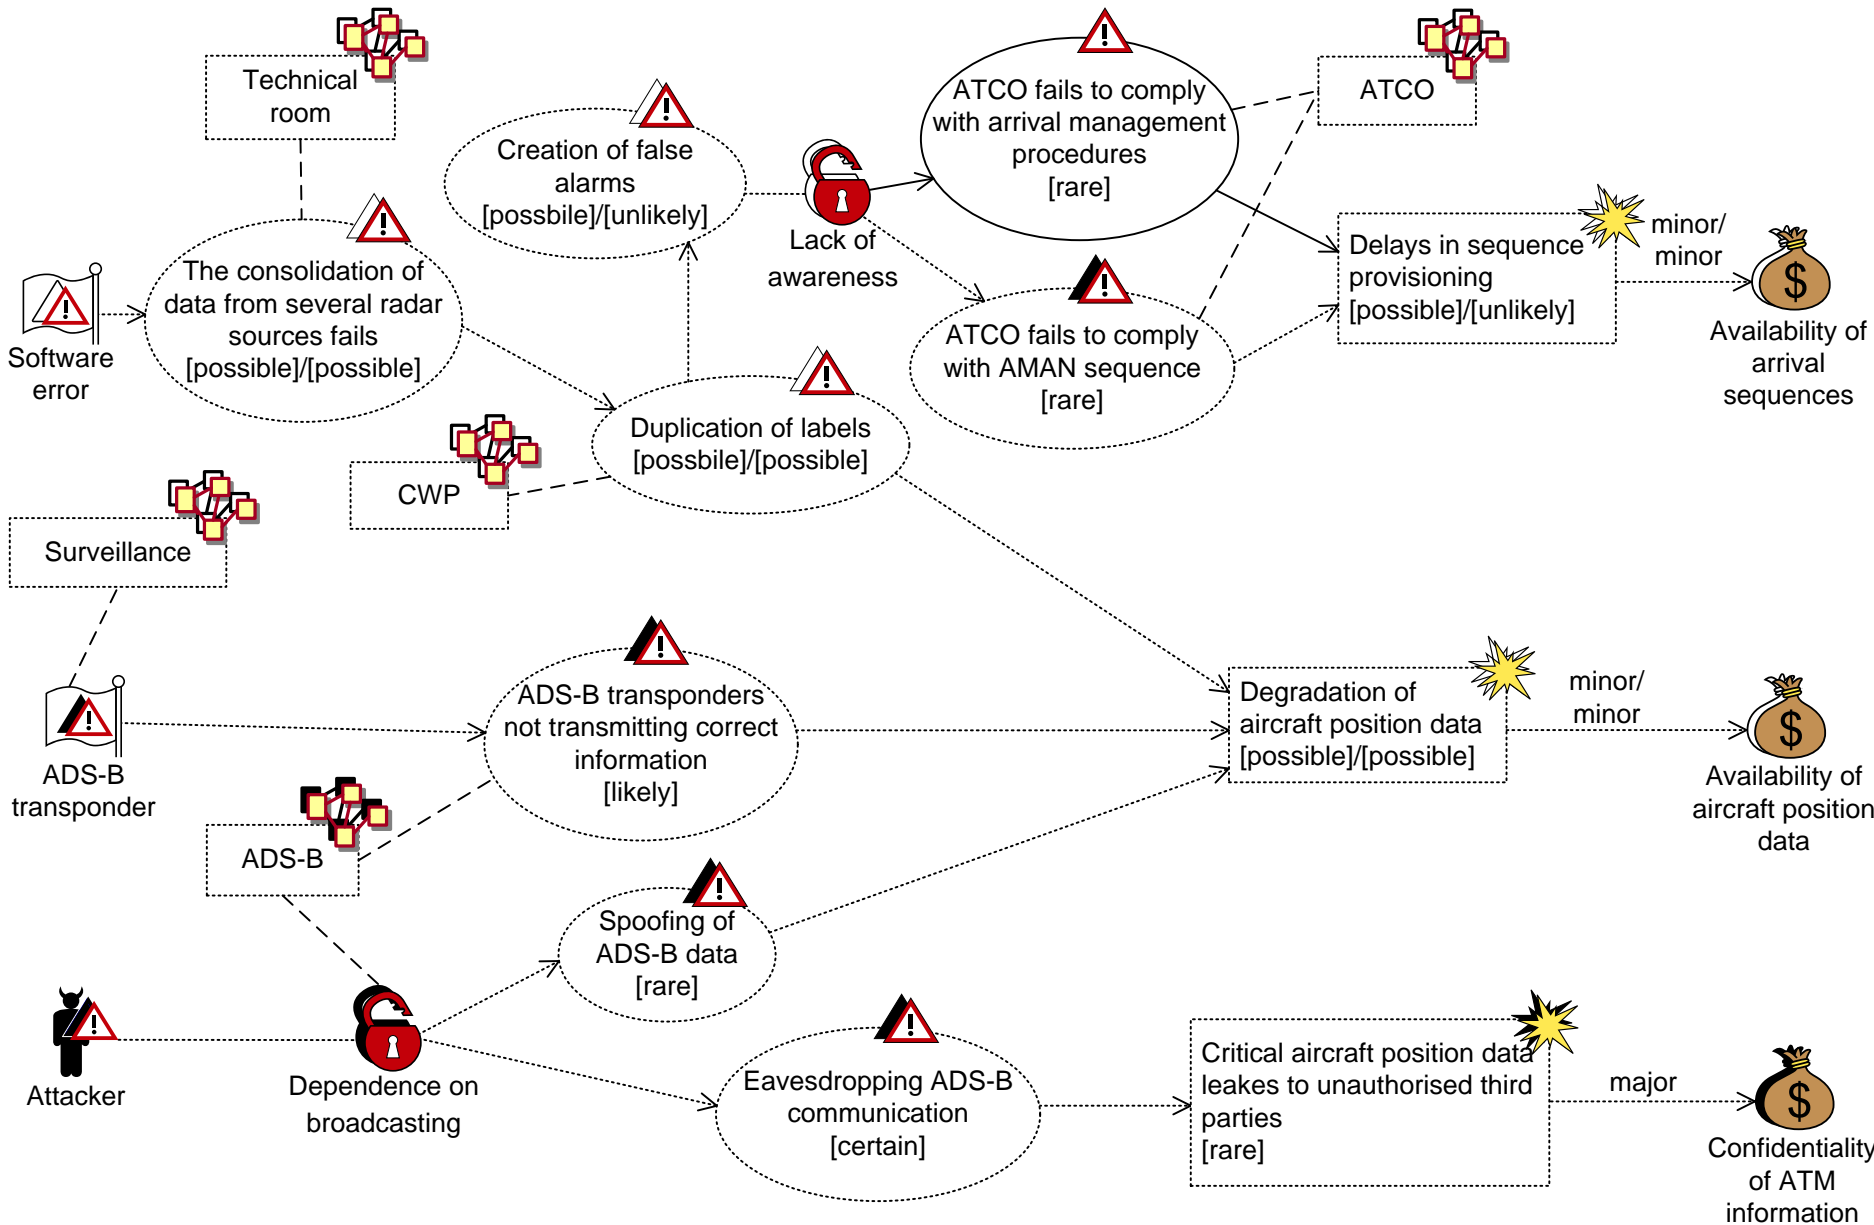 Technical
room
Creation of false
alarms
[possbile]/[unlikely]
ATCO fails to comply
with arrival management
procedures
[rare]
ATCO
Lack of
awareness
Delays in sequence
provisioning
[possible]/[unlikely]
minor/
minor
Availability of
arrival
sequences
Software
error
The consolidation of
data from several radar
sources fails
[possible]/[possible]
ATCO fails to comply
with AMAN sequence
[rare]
Duplication of labels
[possbile]/[possible]
CWP
Surveillance
ADS-B
transponder
ADS-B transponders
not transmitting correct
information
[likely]
Degradation of
aircraft position data
[possible]/[possible]
minor/
minor
Availability of
aircraft position
data
ADS-B
Spoofing of
ADS-B data
[rare]
Attacker
Dependence on
broadcasting
Eavesdropping ADS-B
communication
[certain]
Critical aircraft position data
leakes to unauthorised third
parties
[rare]
major
Confidentiality
of ATM
information